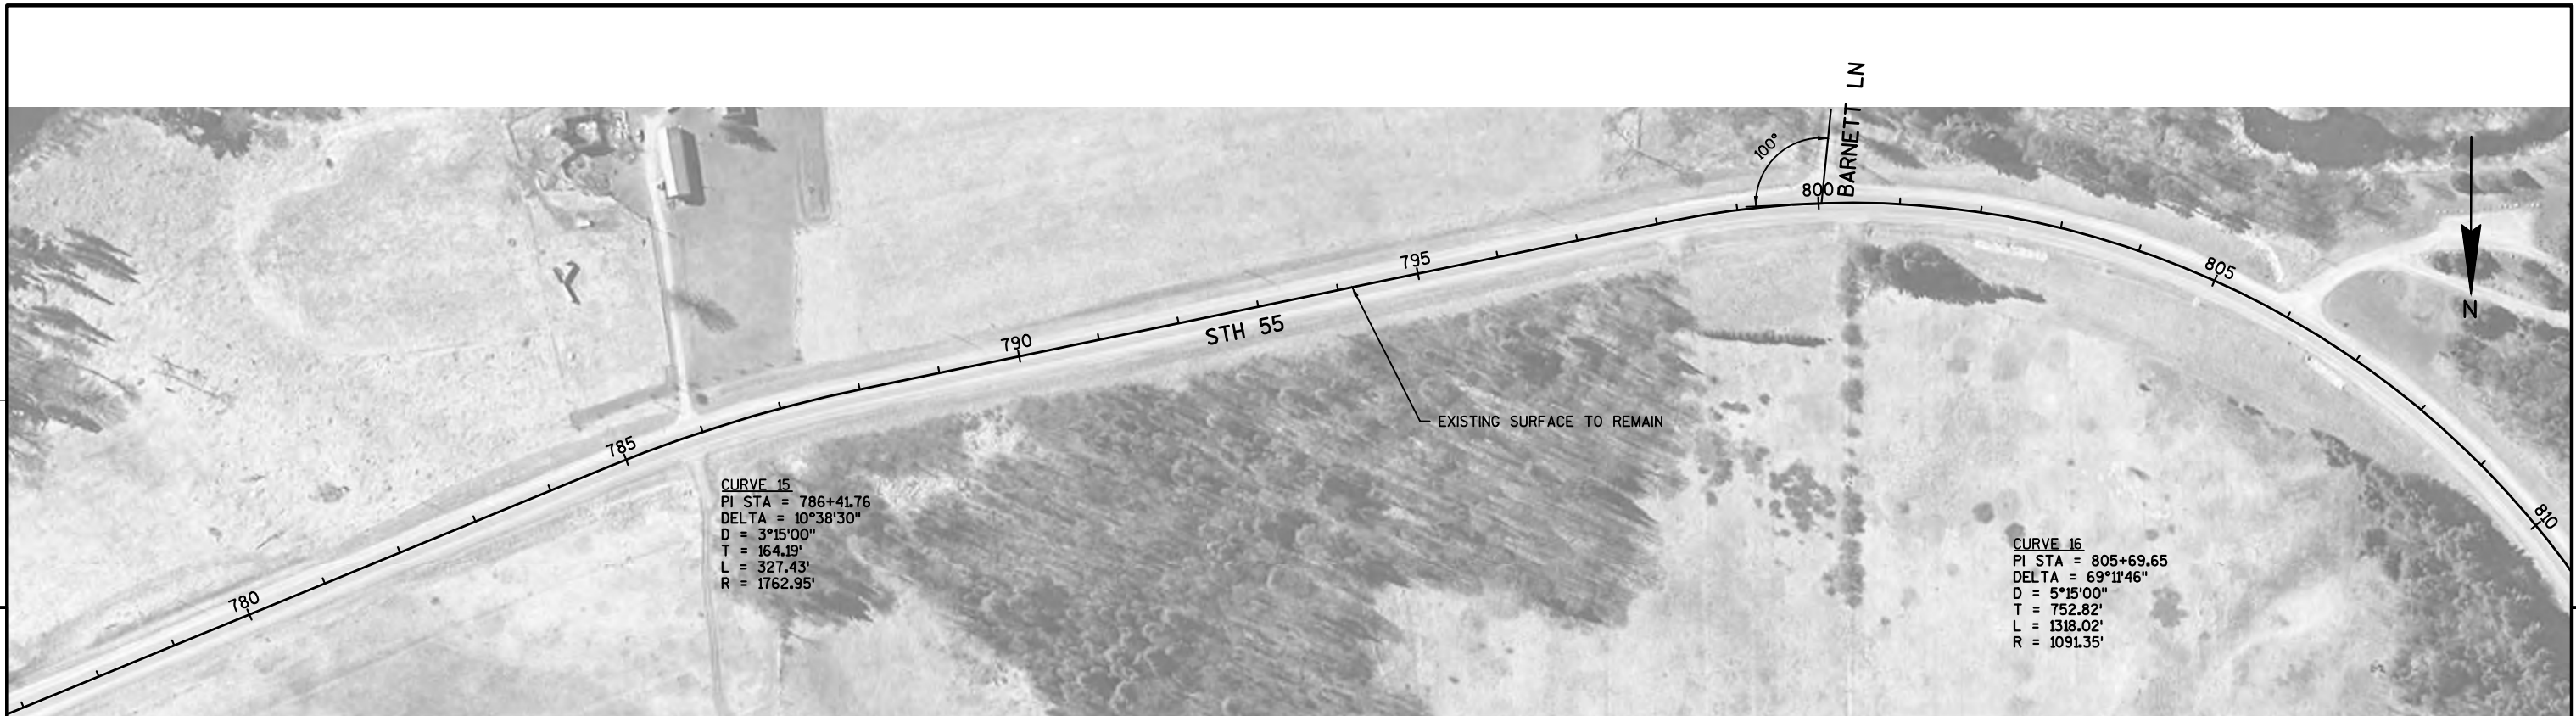 BARNETT LN
100°
800
805
795
N
790
STH 55
EXISTING SURFACE TO REMAIN
785
CURVE 15
PI STA = 786+41.76
DELTA = 10°38'30"
D = 3°15'00"
T = 164.19'
L = 327.43'
R = 1762.95'
810
CURVE 16
PI STA = 805+69.65
DELTA = 69°11'46"
D = 5°15'00"
T = 752.82'
L = 1318.02'
R = 1091.35'
780